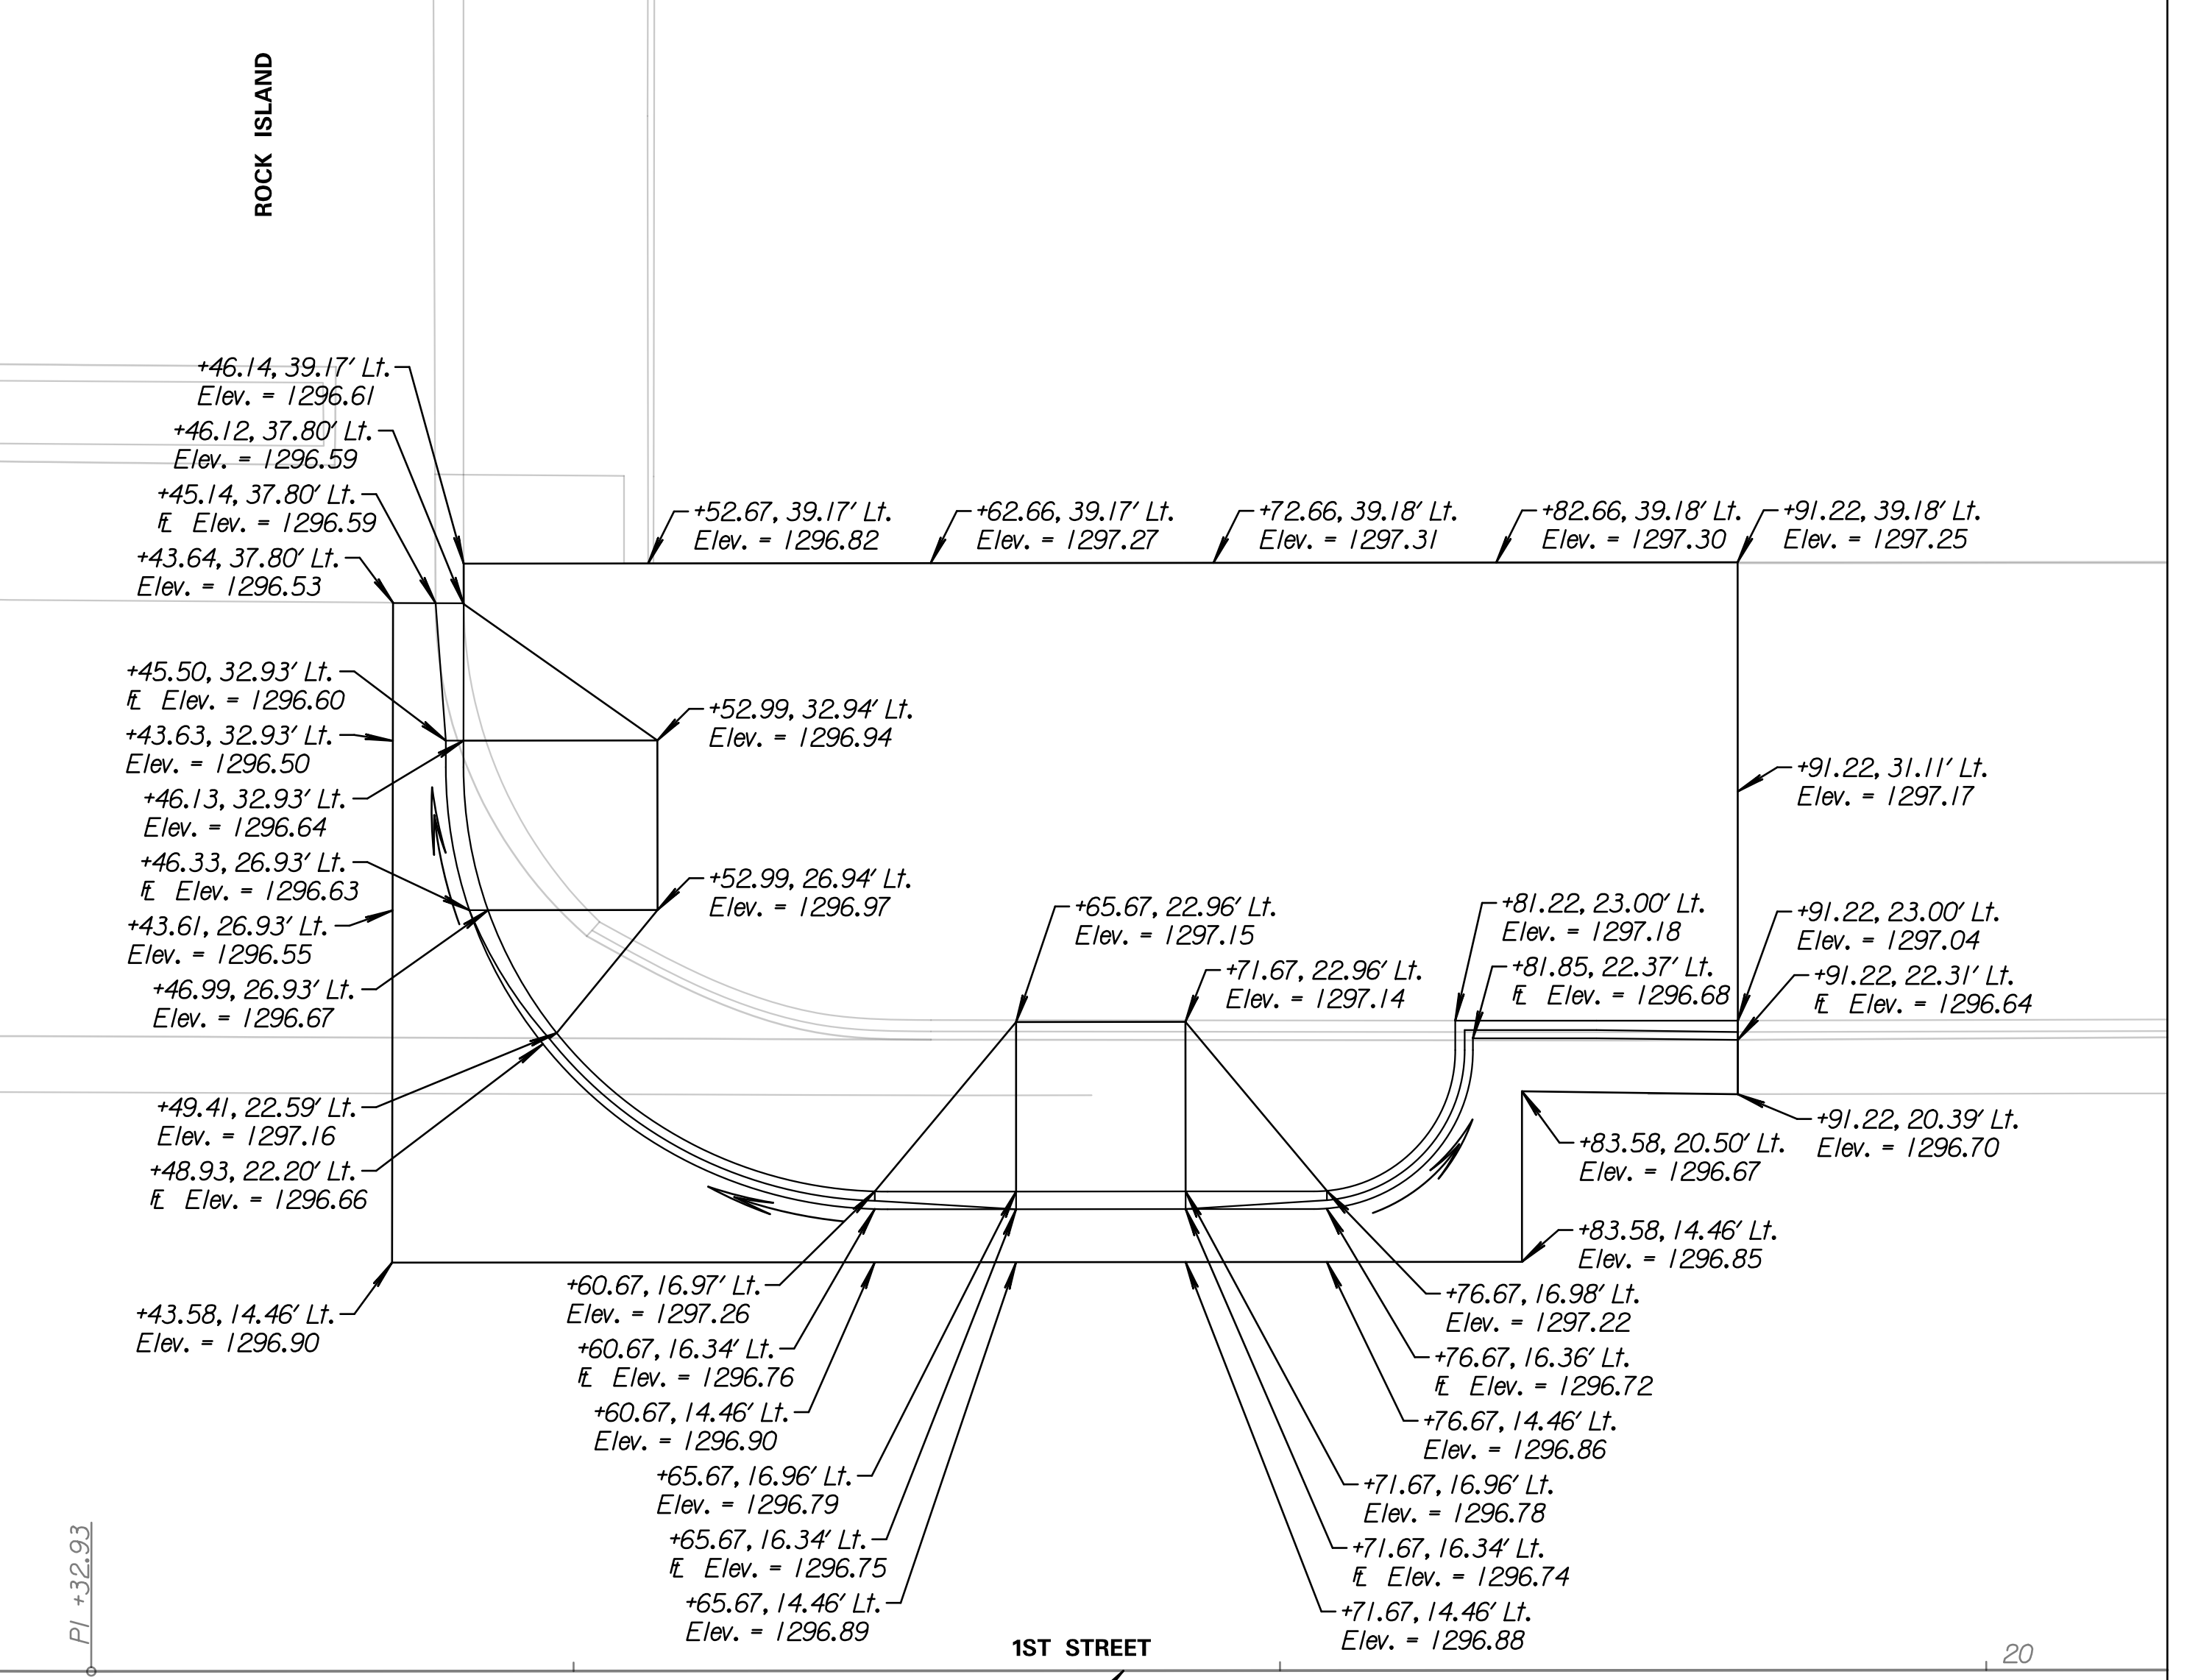 ROCK ISLAND
+46.14, 39.17' Lt.
Elev. = 1296.61
+46.12, 37.80' Lt.
Elev. = 1296.59
+45.14, 37.80' Lt.
℄ Elev. = 1296.59
+43.64, 37.80' Lt.
Elev. = 1296.53
+52.67, 39.17' Lt.
Elev. = 1296.82
+62.66, 39.17' Lt.
Elev. = 1297.27
+72.66, 39.18' Lt.
Elev. = 1297.31
+82.66, 39.18' Lt.
Elev. = 1297.30
+91.22, 39.18' Lt.
Elev. = 1297.25
+45.50, 32.93' Lt.
FL Elev. = 1296.60
+43.63, 32.93' Lt.
Elev. = 1296.50
+46.13, 32.93' Lt.
Elev. = 1296.64
+46.33, 26.93' Lt.
FL Elev. = 1296.63
+43.61, 26.93' Lt.
Elev. = 1296.55
+46.99, 26.93' Lt.
Elev. = 1296.67
+52.99, 32.94' Lt.
Elev. = 1296.94
+52.99, 26.94' Lt.
Elev. = 1296.97
+91.22, 31.11' Lt.
Elev. = 1297.17
+65.67, 22.96' Lt.
Elev. = 1297.15
+71.67, 22.96' Lt.
Elev. = 1297.14
+81.22, 23.00' Lt.
Elev. = 1297.18
+81.85, 22.37' Lt.
FL Elev. = 1296.68
+91.22, 23.00' Lt.
Elev. = 1297.04
+91.22, 22.31' Lt.
FL Elev. = 1296.64
+49.41, 22.59' Lt.
Elev. = 1297.16
+48.93, 22.20' Lt.
FL Elev. = 1296.66
+83.58, 20.50' Lt.
Elev. = 1296.67
+91.22, 20.39' Lt.
Elev. = 1296.70
+83.58, 14.46' Lt.
Elev. = 1296.85
+43.58, 14.46' Lt.
Elev. = 1296.90
+60.67, 16.97' Lt.
Elev. = 1297.26
+60.67, 16.34' Lt.
FL Elev. = 1296.76
+60.67, 14.46' Lt.
Elev. = 1296.90
+65.67, 16.96' Lt.
Elev. = 1296.79
+65.67, 16.34' Lt.
FL Elev. = 1296.75
+65.67, 14.46' Lt.
Elev. = 1296.89
+76.67, 16.98' Lt.
Elev. = 1297.22
+76.67, 16.36' Lt.
FL Elev. = 1296.72
+76.67, 14.46' Lt.
Elev. = 1296.86
+71.67, 16.96' Lt.
Elev. = 1296.78
+71.67, 16.34' Lt.
FL Elev. = 1296.74
+71.67, 14.46' Lt.
Elev. = 1296.88
PI +32.93
1ST STREET
20